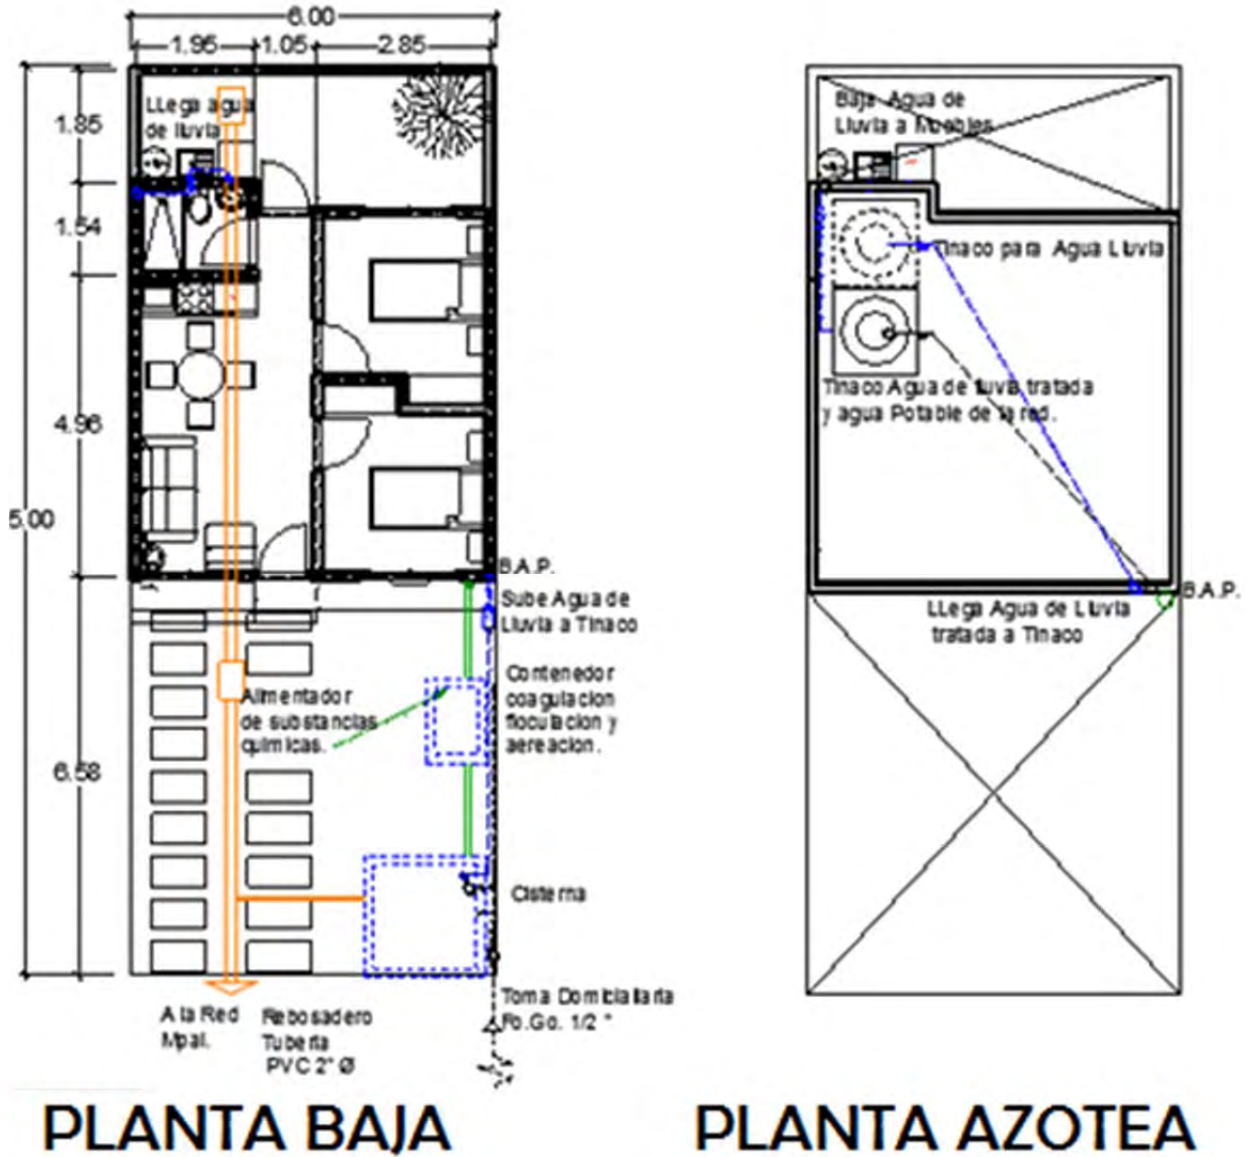 6.00
1.95
1.05
2.85
1.85
1.54
4.96
5.00
6.58
LLega agua
de lluvia
B.A.P.
Sube Agua de
Lluvia a Tinaco
Contenedor
coagulacion
floculacion y
aereacion.
Alimentador
de substancias
quimicas.
Cisterna
Toma Domiciliaria
Fo.Go. 1/2 "
A la Red
Mpal.
Rebosadero
Tuberia
PVC 2" Ø
PLANTA BAJA
Baja Agua de
Lluvia a Muebles
Tinaco para Agua Lluvia
Tinaco Agua de lluvia tratada
y agua Potable de la red.
B.A.P.
LLega Agua de Lluvia
tratada a Tinaco
PLANTA AZOTEA